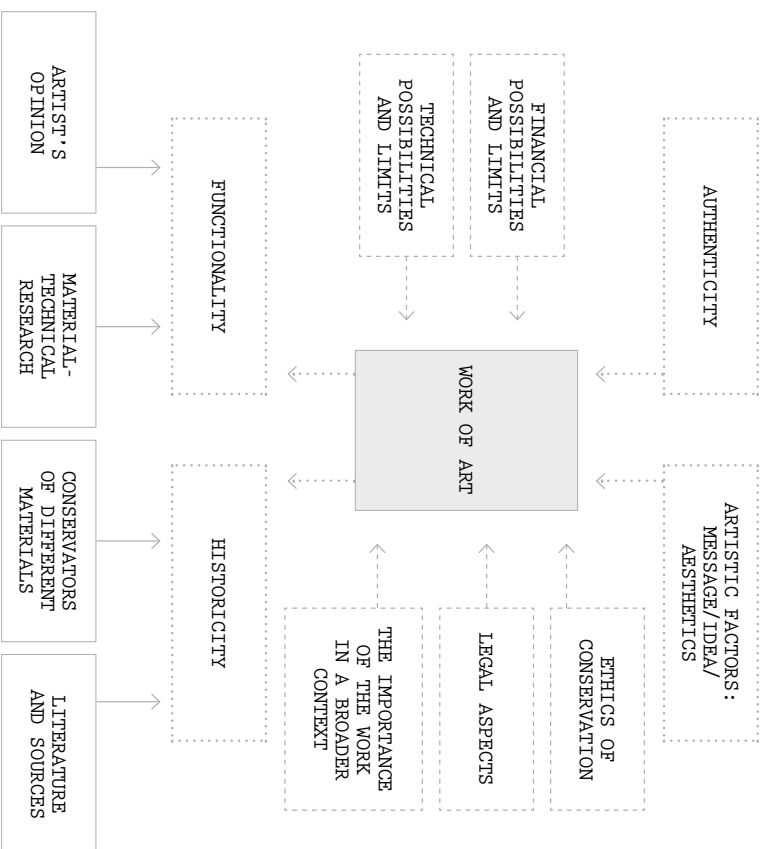 AUTHENTICITY
ARTISTIC FACTORS:
MESSAGE/IDEA/
AESTHETICS
FINANCIAL
POSSIBILITIES
AND LIMITS
TECHNICAL
POSSIBILITIES
AND LIMITS
WORK OF ART
ETHICS OF
CONSERVATION
LEGAL ASPECTS
THE IMPORTANCE
OF THE WORK
IN A BROADER
CONTEXT
FUNCTIONALITY
HISTORICITY
ARTIST'S
OPINION
MATERIAL-
TECHNICAL
RESEARCH
CONSERVATORS
OF DIFFERENT
MATERIALS
LITERATURE
AND SOURCES